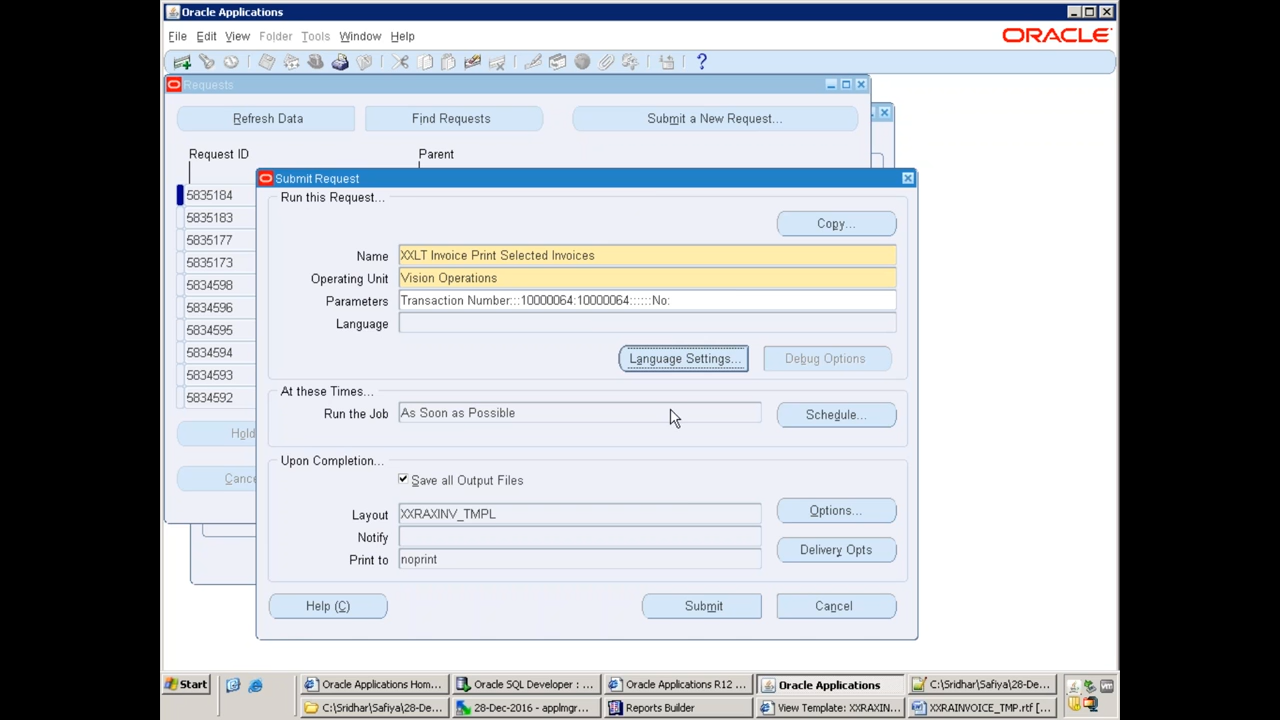 Oracle Applications
File Edit View Folder Tools Window Help
ORACLE
Requests
Refresh Data Find Requests Submit a New Request...
Request ID Parent
5835184
5835183
5835177
5835173
5834598
5834596
5834595
5834594
5834593
5834592
Hold
Submit Request
Run this Request...
Copy...
Name XXLT Invoice Print Selected Invoices
Operating Unit Vision Operations
Parameters Transaction Number:::10000064:10000064::::::No:
Language
Language Settings... Debug Options
At these Times...
Run the Job As Soon as Possible Schedule...
Upon Completion...
Save all Output Files
Layout XXRAXINV_TMPL Options...
Notify
Print to noprint Delivery Opts
Help (C) Submit Cancel
Start Oracle Applications Hom... Oracle SQL Developer : ... Oracle Applications R12 ... Oracle Applications C:\Sridhar\Safiya\28-De...
C:\Sridhar\Safiya\28-De... 28-Dec-2016 - applmgr... Reports Builder View Template: XXRAXIN... XXRAINVOICE_TMP.rtf [...